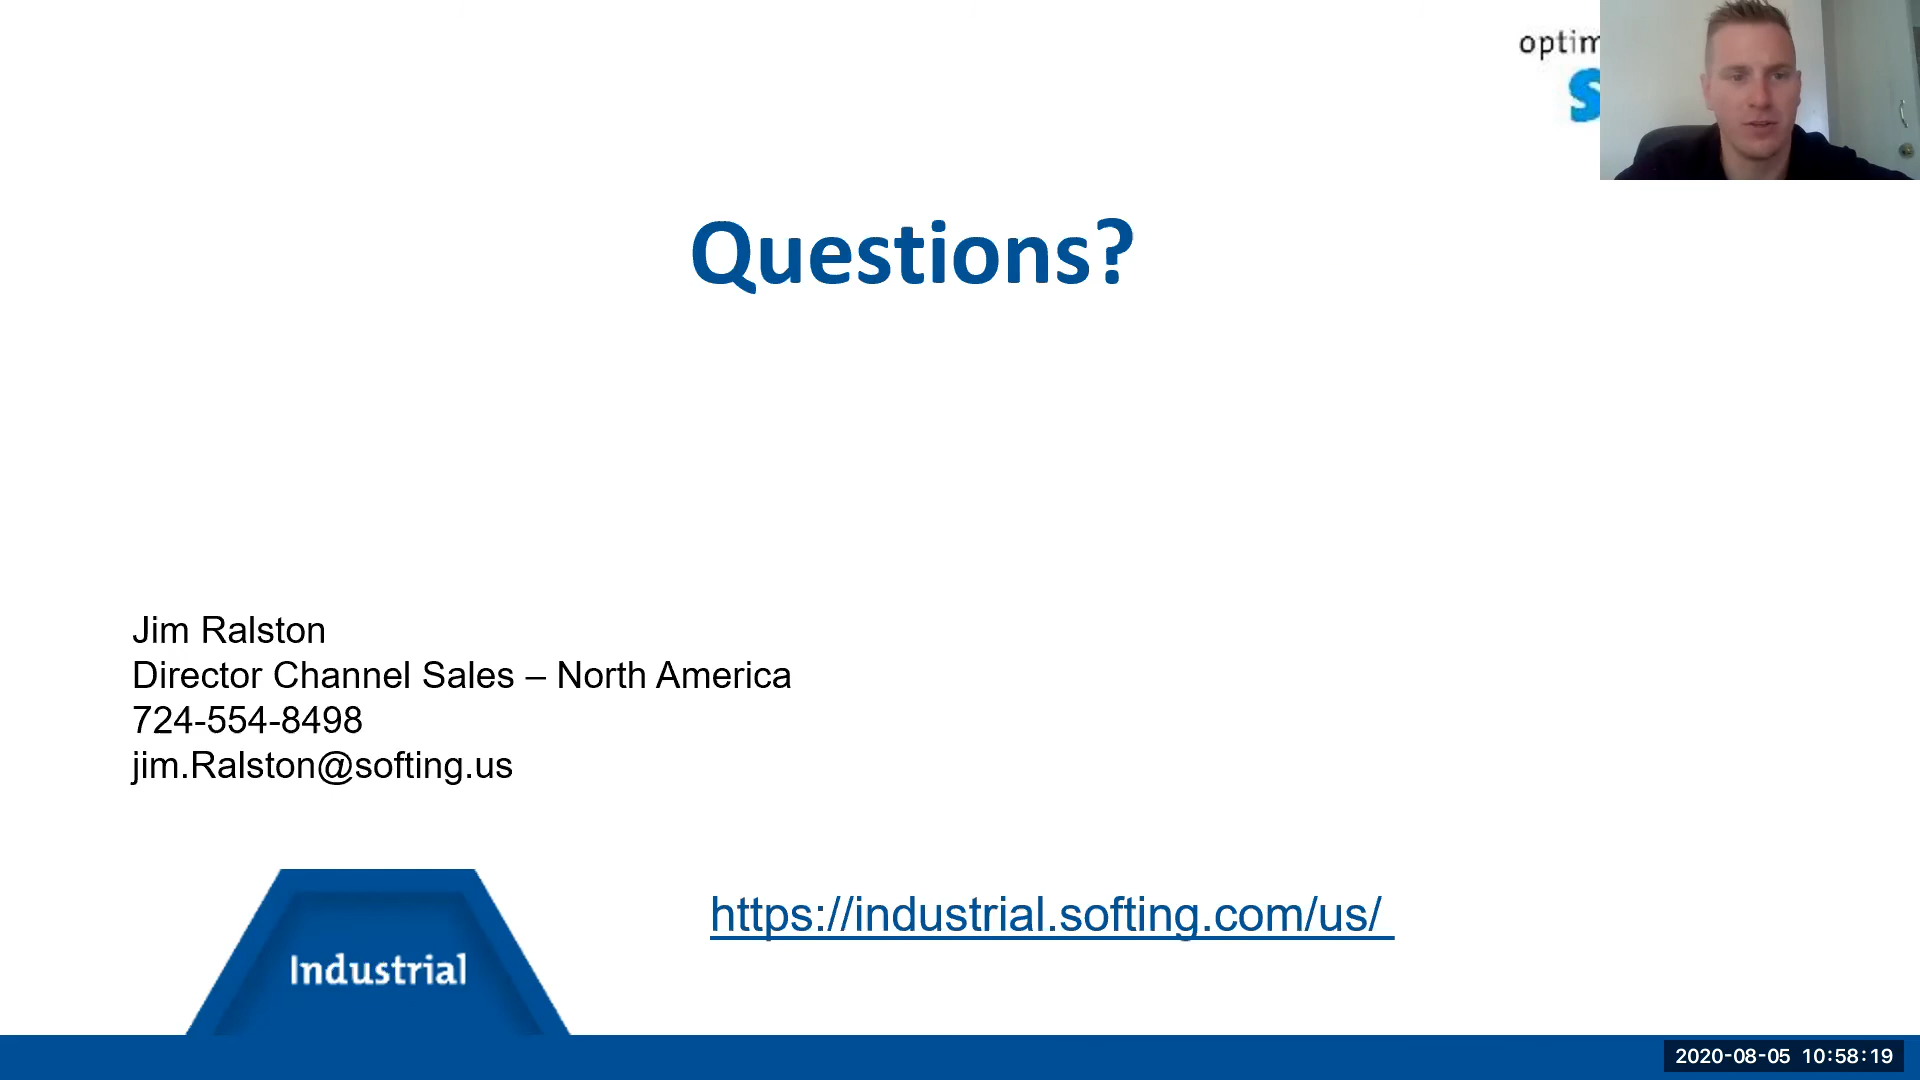 optim
S
Questions?
Jim Ralston
Director Channel Sales – North America
724-554-8498
jim.Ralston@softing.us
https://industrial.softing.com/us/
Industrial
2020-08-05 10:58:19